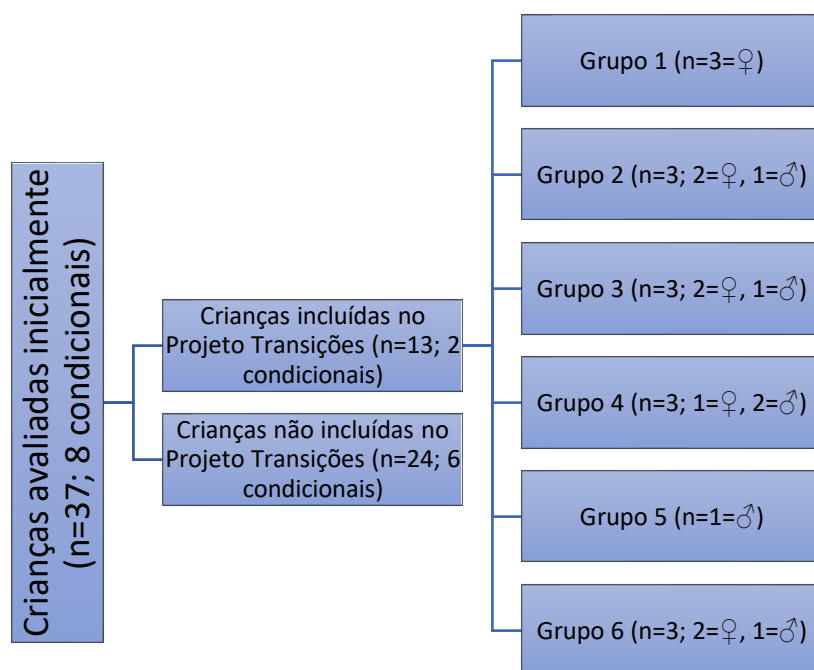 Crianças avaliadas inicialmente
(n=37; 8 condicionais)
Crianças incluídas no
Projeto Transições (n=13; 2
condicionais)
Crianças não incluídas no
Projeto Transições (n=24; 6
condicionais)
Grupo 1 (n=3=♀)
Grupo 2 (n=3; 2=♀, 1=♂)
Grupo 3 (n=3; 2=♀, 1=♂)
Grupo 4 (n=3; 1=♀, 2=♂)
Grupo 5 (n=1=♂)
Grupo 6 (n=3; 2=♀, 1=♂)